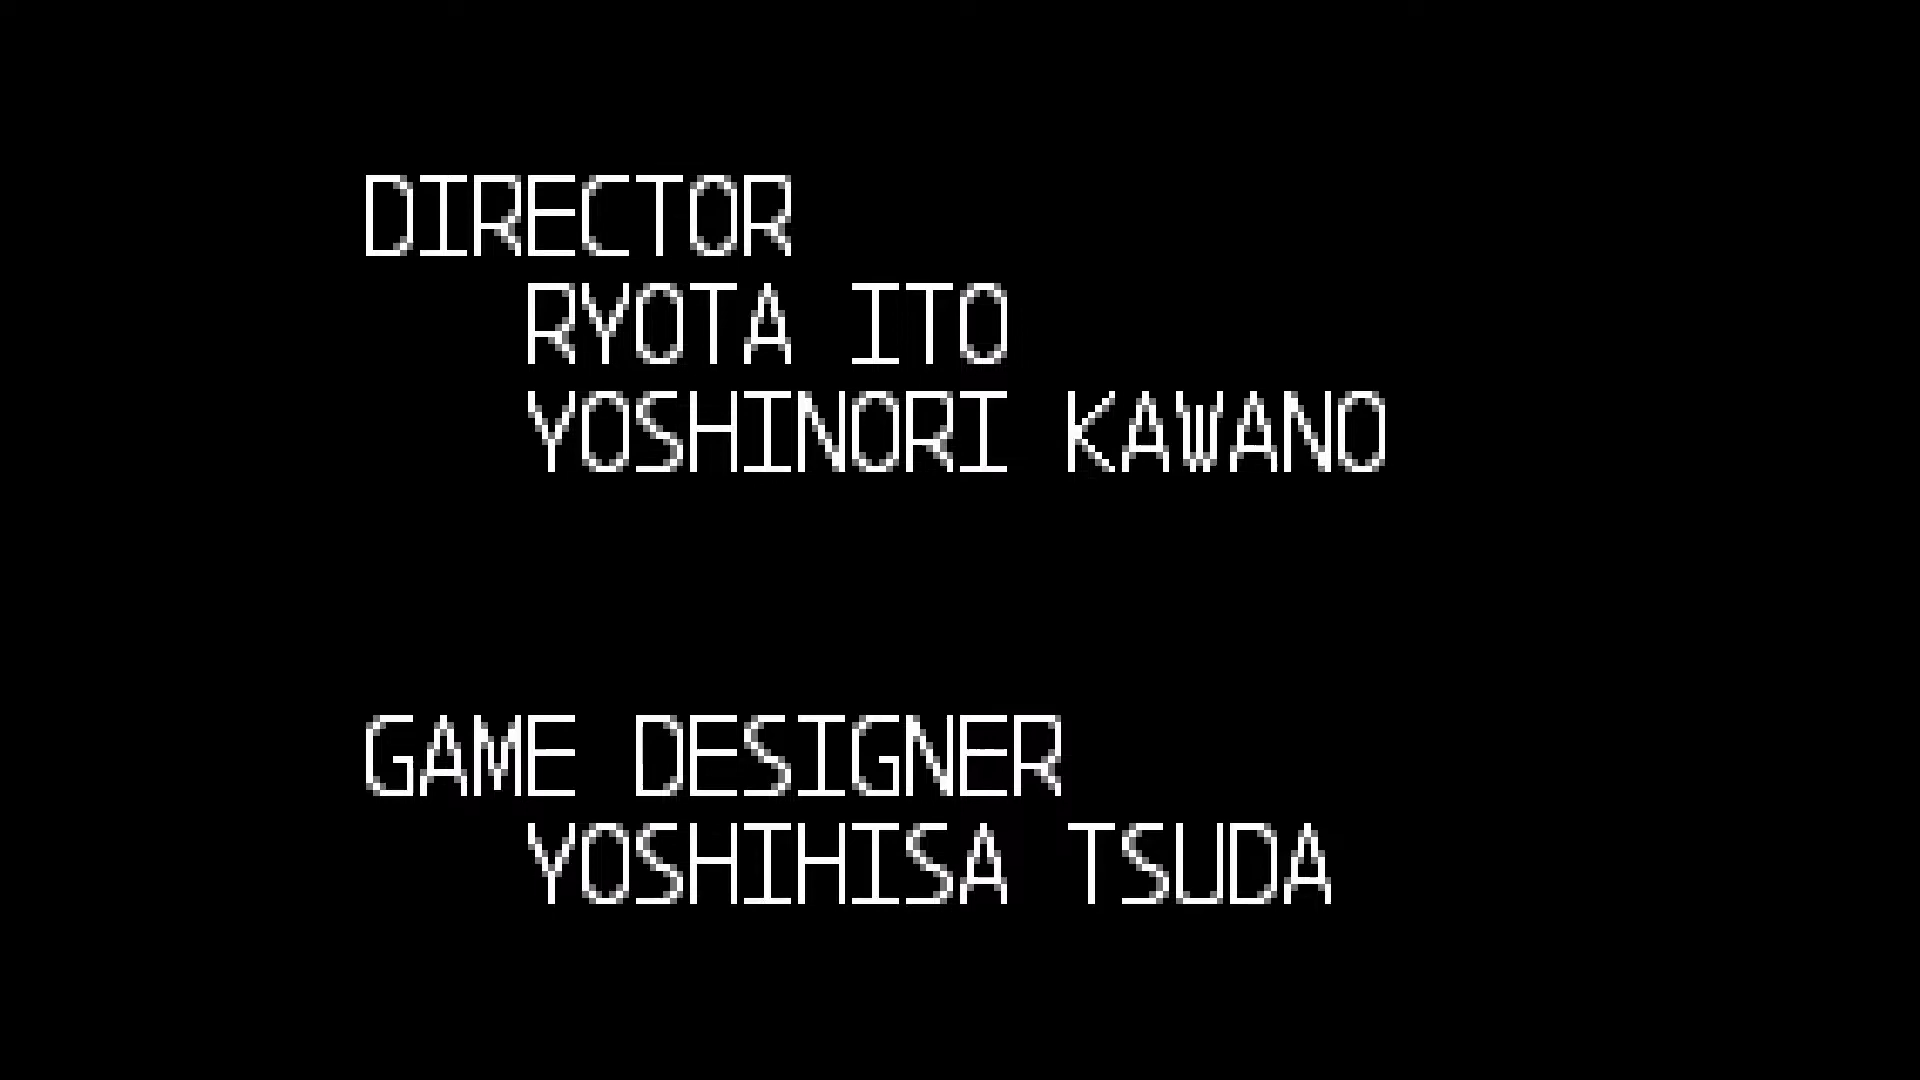 DIRECTOR
RYOTA ITO
YOSHINORI KAWANO
GAME DESIGNER
YOSHIHISA TSUDA